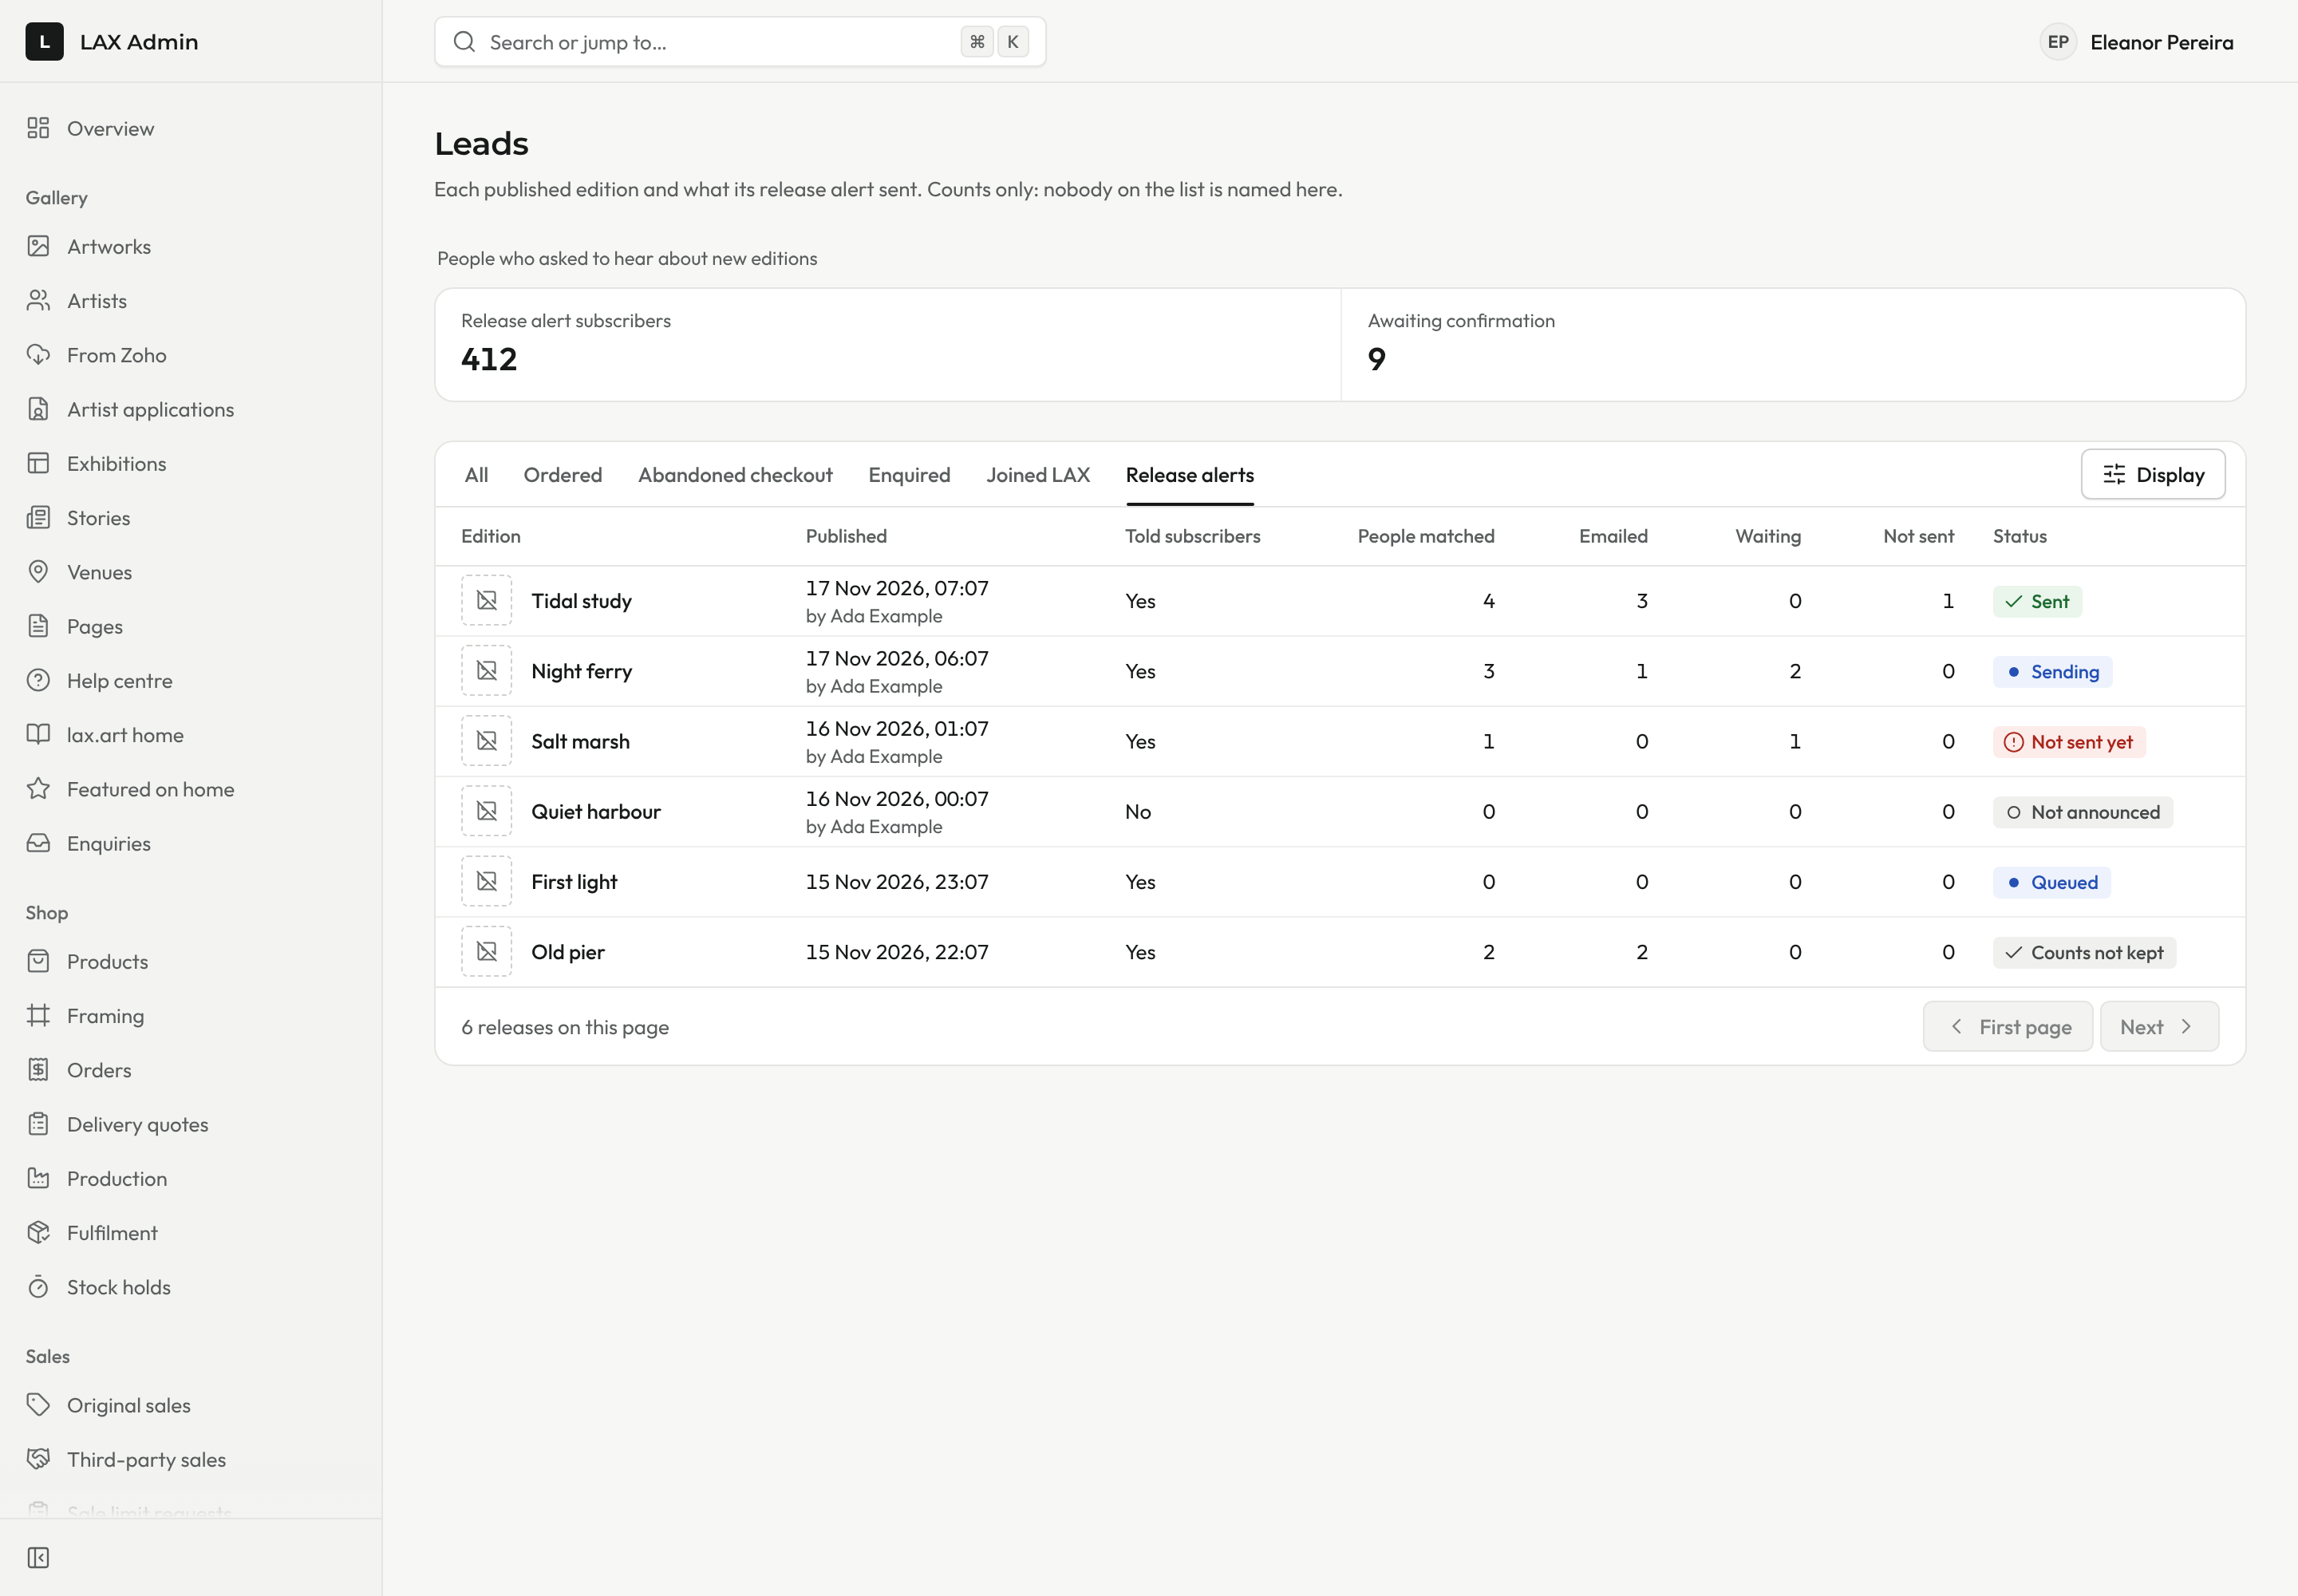 L LAX Admin
Search or jump to... ⌘ K
EP Eleanor Pereira
Overview
Gallery
Artworks
Artists
From Zoho
Artist applications
Exhibitions
Stories
Venues
Pages
Help centre
lax.art home
Featured on home
Enquiries
Shop
Products
Framing
Orders
Delivery quotes
Production
Fulfilment
Stock holds
Sales
Original sales
Third-party sales
Sale limit requests
Leads
Each published edition and what its release alert sent. Counts only: nobody on the list is named here.
People who asked to hear about new editions
Release alert subscribers
412
Awaiting confirmation
9
All Ordered Abandoned checkout Enquired Joined LAX Release alerts Display
Edition Published Told subscribers People matched Emailed Waiting Not sent Status
Tidal study 17 Nov 2026, 07:07 Yes 4 3 0 1 Sent
by Ada Example
Night ferry 17 Nov 2026, 06:07 Yes 3 1 2 0 Sending
by Ada Example
Salt marsh 16 Nov 2026, 01:07 Yes 1 0 1 0 Not sent yet
by Ada Example
Quiet harbour 16 Nov 2026, 00:07 No 0 0 0 0 Not announced
by Ada Example
First light 15 Nov 2026, 23:07 Yes 0 0 0 0 Queued
Old pier 15 Nov 2026, 22:07 Yes 2 2 0 0 Counts not kept
6 releases on this page First page Next